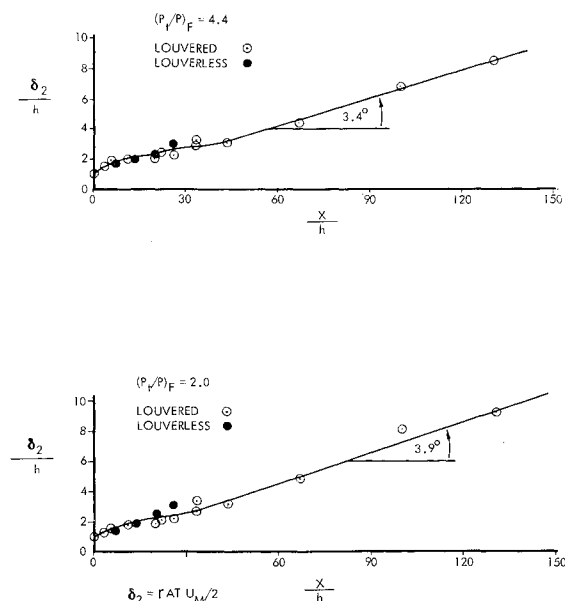 (Pt/P)F = 4.4
LOUVERED
LOUVERLESS
δ2
h
10
8
6
4
2
0
3.4°
0 30 60 90 120 150
X
h
(Pt/P)F = 2.0
LOUVERED
LOUVERLESS
δ2
h
10
8
6
4
2
0
3.9°
0 30 60 90 120 150
X
h
δ2 = r AT UM/2